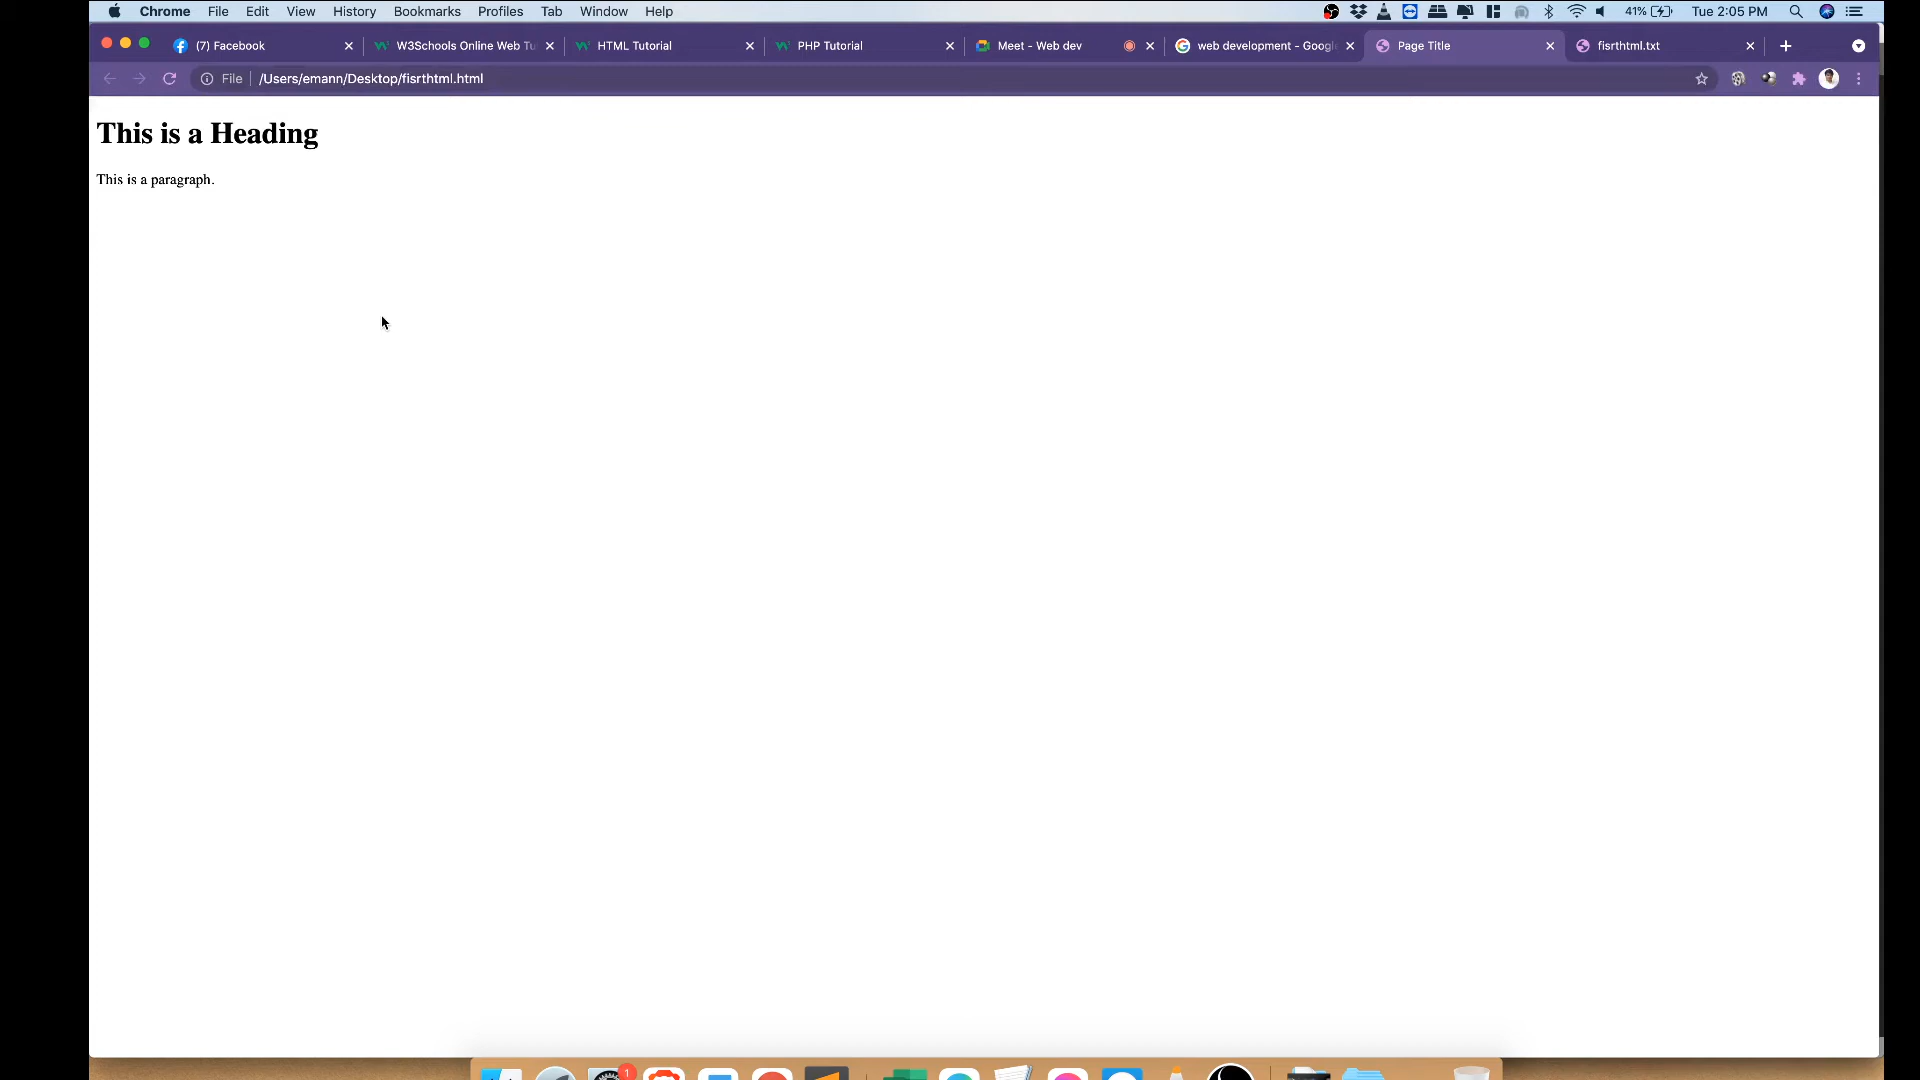 Chrome File Edit View History Bookmarks Profiles Tab Window Help 41% Tue 2:05 PM
(7) Facebook W3Schools Online Web Tu HTML Tutorial PHP Tutorial Meet - Web dev web development - Googl Page Title fisrthtml.txt
File /Users/emann/Desktop/fisrthtml.html
This is a Heading
This is a paragraph.
1